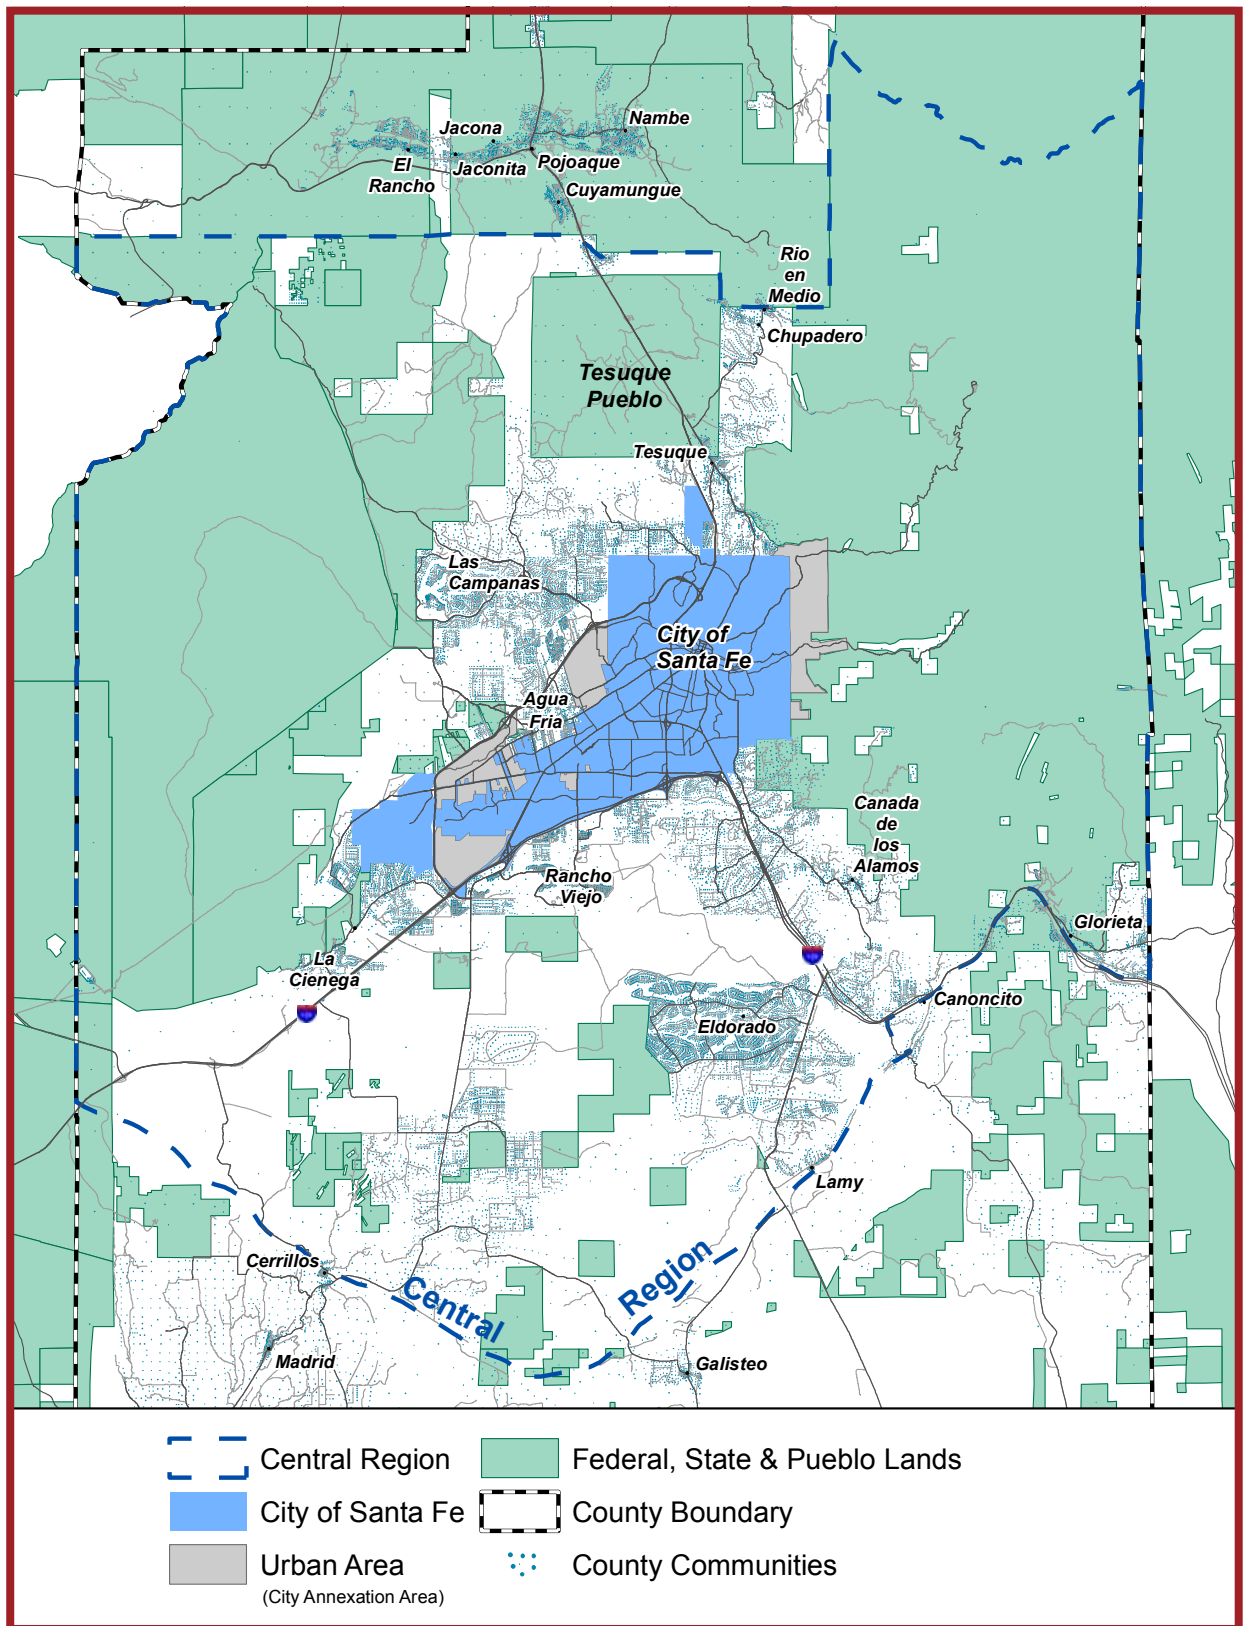 Nambe
Jacona
El
Rancho
Jaconita
Pojoaque
Cuyamungue
Rio
en
Medio
Chupadero
Tesuque
Pueblo
Tesuque
Las
Campanas
City of
Santa Fe
Agua
Fria
Canada
de
los
Alamos
Rancho
Viejo
Glorieta
La
Cienega
Canoncito
Eldorado
Lamy
Cerrillos
Central
Region
Madrid
Galisteo
Central Region
Federal, State & Pueblo Lands
City of Santa Fe
County Boundary
Urban Area
(City Annexation Area)
County Communities